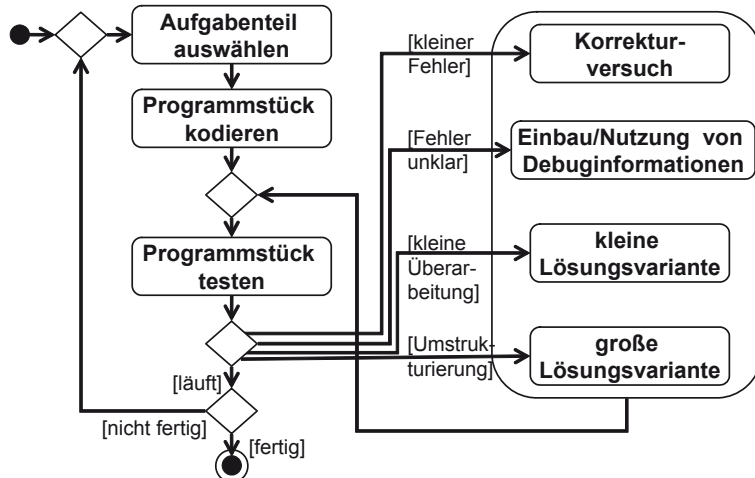 Aufgabenteil
auswählen
Programmstück
kodieren
Programmstück
testen
[läuft]
[nicht fertig]
[fertig]
[kleiner
Fehler]
[Fehler
unklar]
[kleine
Überar-
beitung]
[Umstruk-
turierung]
Korrektur-
versuch
Einbau/Nutzung von
Debuginformationen
kleine
Lösungsvariante
große
Lösungsvariante